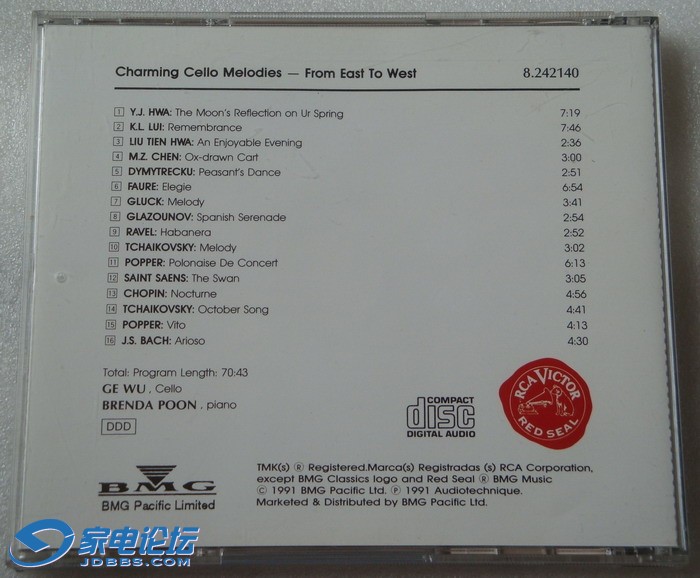 Charming Cello Melodies — From East To West 8.242140
1 Y.J. HWA: The Moon's Reflection on Ur Spring 7:19
2 K.L. LUI: Remembrance 7:46
3 LIU TIEN HWA: An Enjoyable Evening 2:36
4 M.Z. CHEN: Ox-drawn Cart 3:00
5 DYMYTRECKU: Peasant's Dance 2:51
6 FAURE: Elegie 6:54
7 GLUCK: Melody 3:41
8 GLAZOUNOV: Spanish Serenade 2:54
9 RAVEL: Habanera 2:52
10 TCHAIKOVSKY: Melody 3:02
11 POPPER: Polonaise De Concert 6:13
12 SAINT SAENS: The Swan 3:05
13 CHOPIN: Nocturne 4:56
14 TCHAIKOVSKY: October Song 4:41
15 POPPER: Vito 4:13
16 J.S. BACH: Arioso 4:30
Total: Program Length: 70:43
GE WU, Cello
BRENDA POON, piano
DDD
COMPACT
disc
DIGITAL AUDIO
RCA VICTOR
RED SEAL
BMG
BMG Pacific Limited
TMK(s) ® Registered.Marca(s) Registradas (s) RCA Corporation,
except BMG Classics logo and Red Seal ® BMG Music
© 1991 BMG Pacific Ltd. ℗ 1991 Audiotechnique.
Marketed & Distributed by BMG Pacific Ltd.
家电论坛
JDBBS.COM